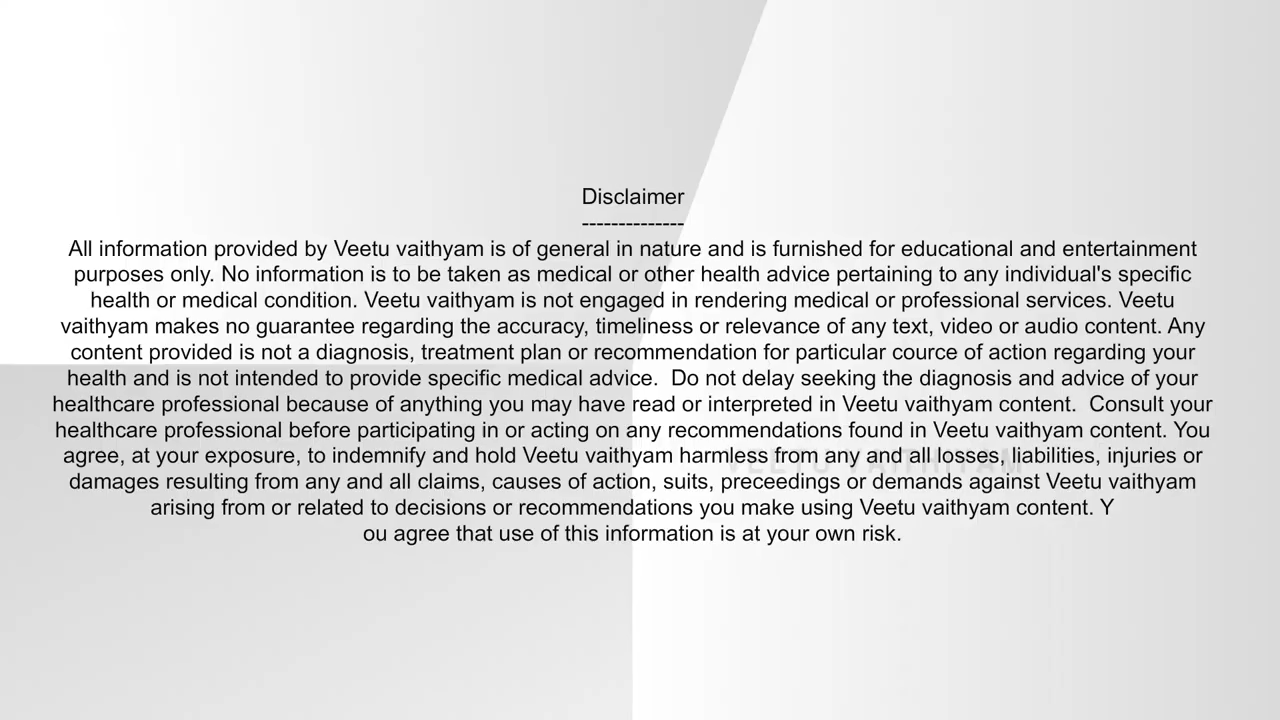 Disclaimer
--------------
All information provided by Veetu vaithyam is of general in nature and is furnished for educational and entertainment
purposes only. No information is to be taken as medical or other health advice pertaining to any individual's specific
health or medical condition. Veetu vaithyam is not engaged in rendering medical or professional services. Veetu
vaithyam makes no guarantee regarding the accuracy, timeliness or relevance of any text, video or audio content. Any
content provided is not a diagnosis, treatment plan or recommendation for particular cource of action regarding your
health and is not intended to provide specific medical advice.  Do not delay seeking the diagnosis and advice of your
healthcare professional because of anything you may have read or interpreted in Veetu vaithyam content.  Consult your
healthcare professional before participating in or acting on any recommendations found in Veetu vaithyam content. You
agree, at your exposure, to indemnify and hold Veetu vaithyam harmless from any and all losses, liabilities, injuries or
damages resulting from any and all claims, causes of action, suits, preceedings or demands against Veetu vaithyam
arising from or related to decisions or recommendations you make using Veetu vaithyam content. Y
ou agree that use of this information is at your own risk.
VEETU VAITHIYAM